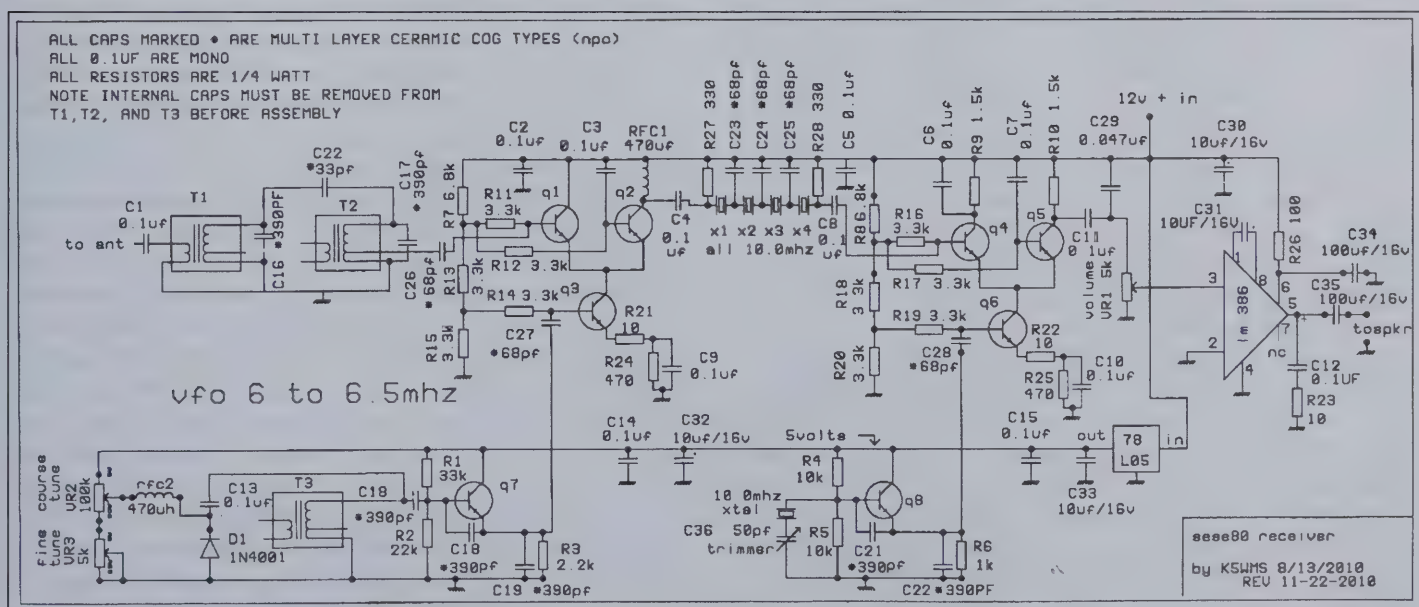 ALL CAPS MARKED * ARE MULTI LAYER CERAMIC COG TYPES (npo)
ALL 0.1UF ARE MONO
ALL RESISTORS ARE 1/4 WATT
NOTE INTERNAL CAPS MUST BE REMOVED FROM
T1,T2, AND T3 BEFORE ASSEMBLY
C1
0.1uf
to ant
T1
C16 *390PF
C22
*33pf
T2
C17
*390pf
C26
*68pf
R7 6.8k
R13
3.3k
R15
3.3K
R11
3.3k
R12 3.3k
R14 3.3k
C27
*68pf
C2
0.1uf
q1
C3
0.1uf
q2
RFC1
470uf
q3
R21
10
R24
470
C9
0.1uf
C4
0.1
uf
R27 330
C23 *68pf
C24 *68pf
C25 *68pf
R28 330
C5 0.1uf
x1 x2 x3 x4
all 10.0mhz
C8
0.1
uf
R8 6.8k
R18
3.3k
R20
3.3k
R16
3.3k
R17 3.3k
R19 3.3k
C28
*68pf
C6
0.1uf
R9 1.5k
q4
C7
0.1uf
R10 1.5k
q5
q6
R22
10
R25
470
C10
0.1uf
C29
0.047uf
C11
0.1uf
volume
VR1 5k
12v + in
C30
10uf/16v
C31
10UF/16V
R26 100
C34
100uf/16v
C35
100uf/16v
lm 386
1
8
3
6
5
7
2
4
nc
tospkr
C12
0.1UF
R23
10
vfo 6 to 6.5mhz
course
tune
VR2
100k
fine
tune
VR3
5k
rfc2
470uh
C13
0.1uf
D1
1N4001
T3
C18
*390pf
R1
33k
R2
22k
q7
C18
*390pf
C19 *390pf
R3
2.2k
C14
0.1uf
C32
10uf/16v
5volts
R4
10k
10.0mhz
xtal
C36 50pf
trimmer
R5
10k
q8
C21
*390pf
C22 *390PF
R6
1k
C15
0.1uf
out
78
L05
in
C33
10uf/16v
sese80 receiver
by K5WMS 8/13/2010
REV 11-22-2010